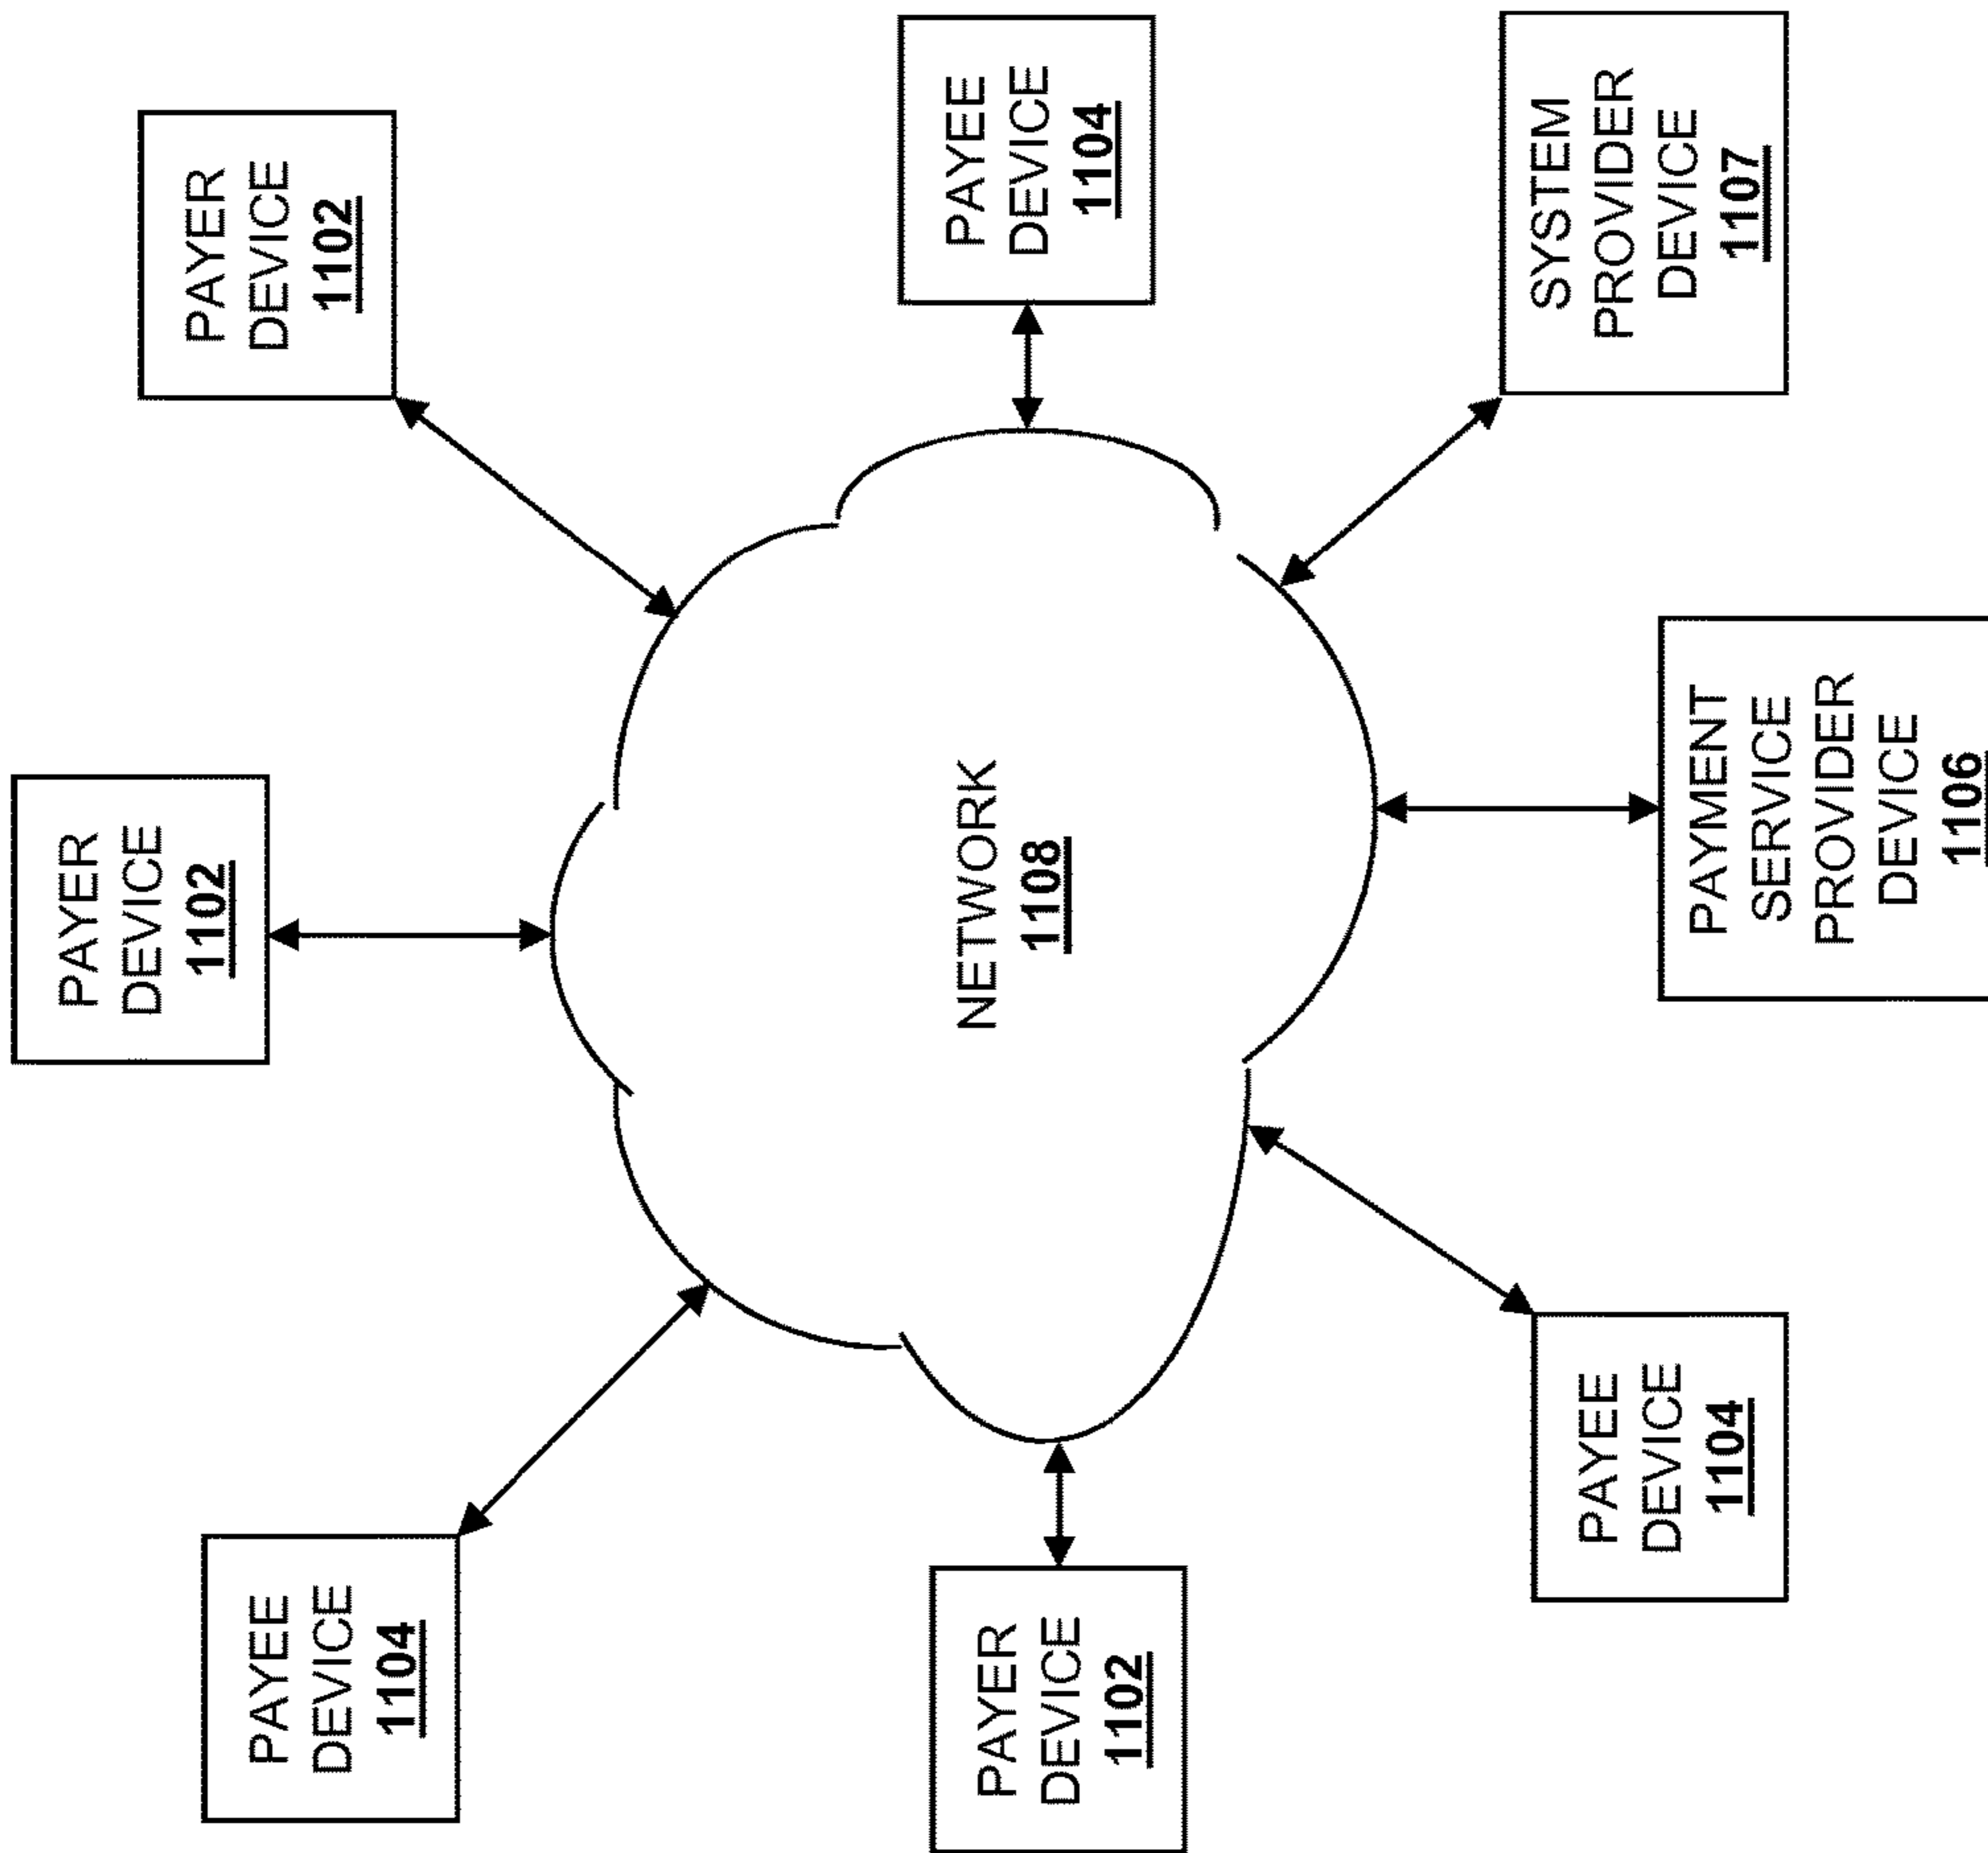 PAYER
DEVICE
1102
PAYEE
DEVICE
1104
PAYER
DEVICE
1102
PAYER
DEVICE
1102
NETWORK
1108
PAYEE
DEVICE
1104
PAYEE
DEVICE
1104
PAYMENT
SERVICE
PROVIDER
DEVICE
1106
SYSTEM
PROVIDER
DEVICE
1107